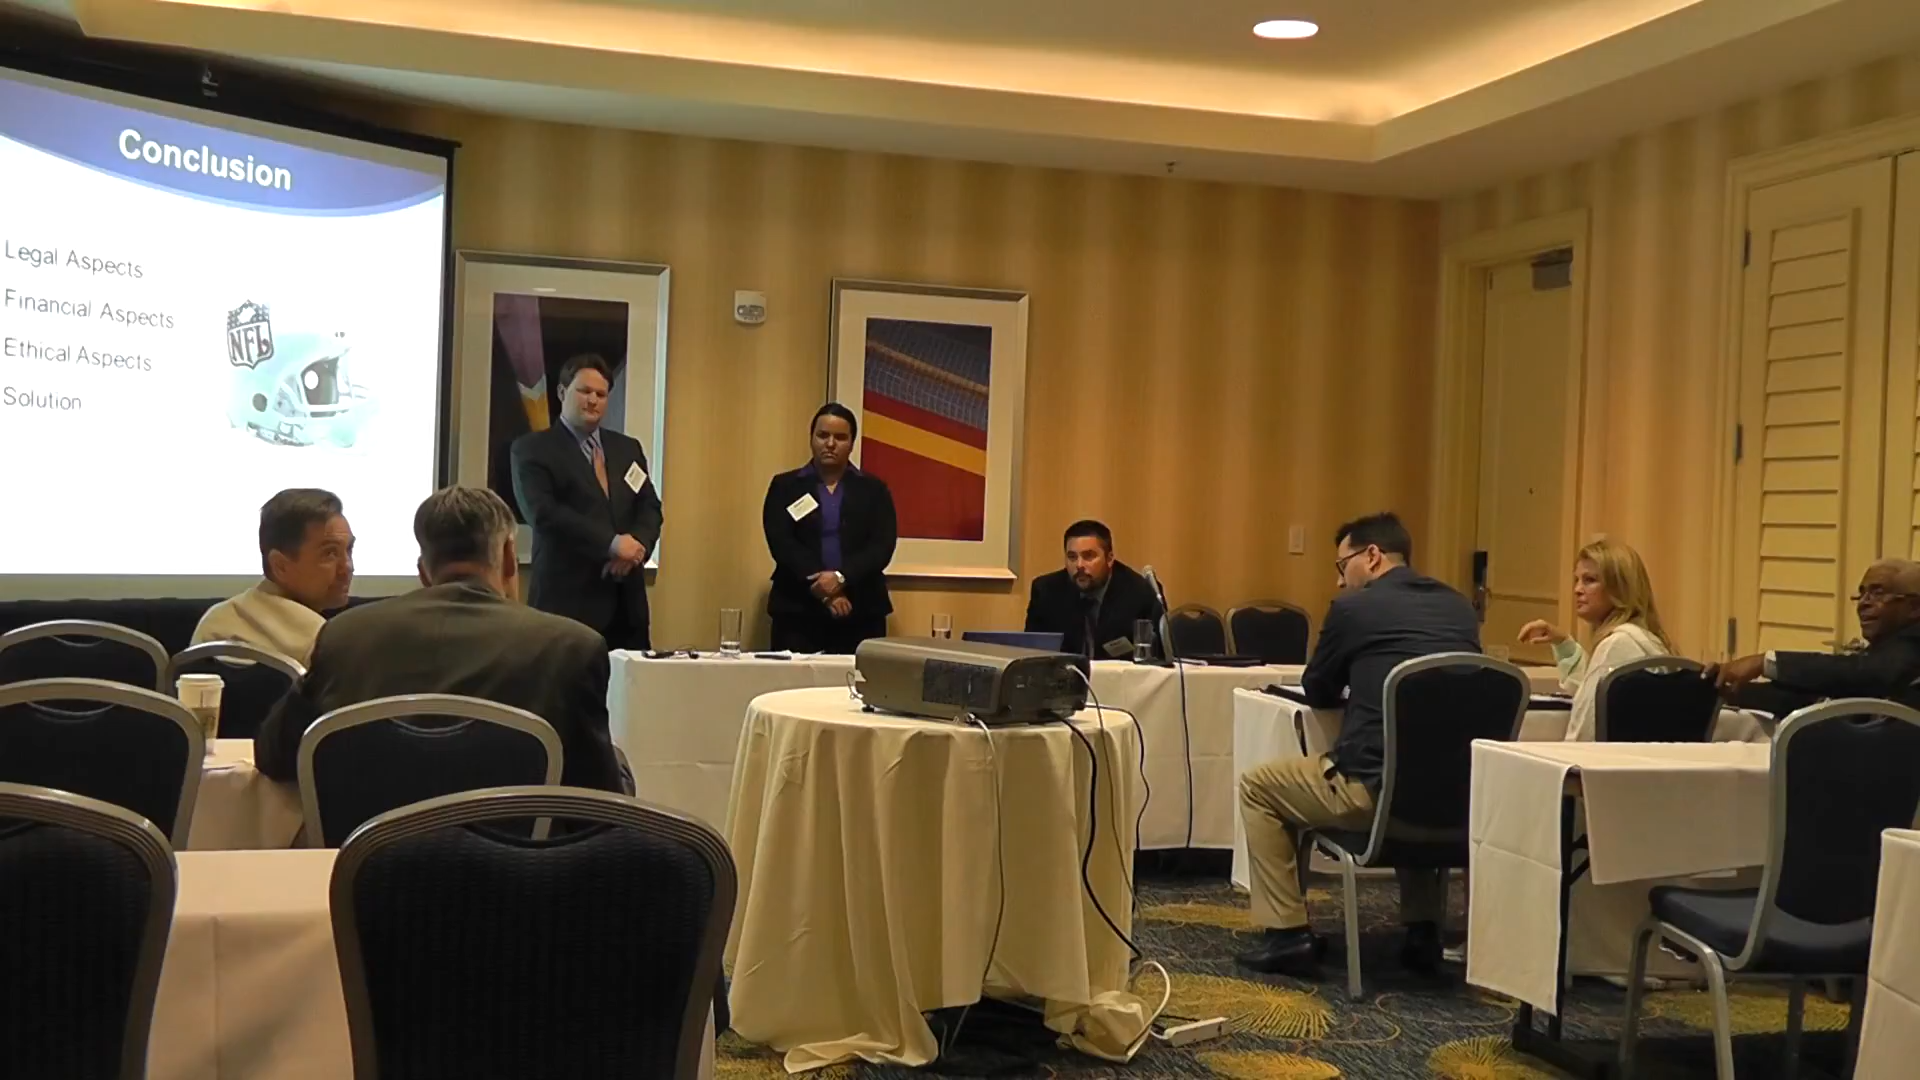 Conclusion
Legal Aspects
Financial Aspects
Ethical Aspects
Solution
NFL